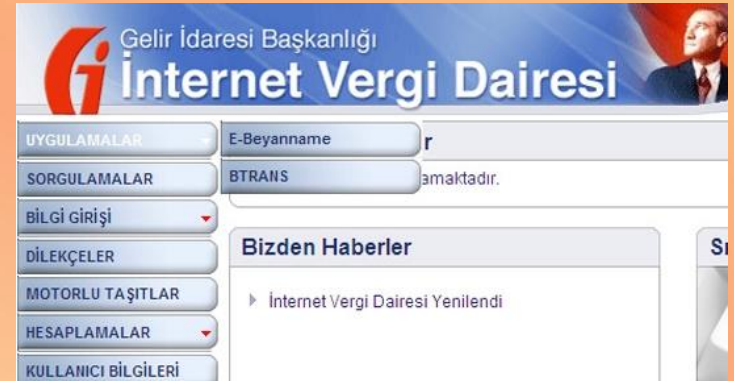 Gelir İdaresi Başkanlığı
İnternet Vergi Dairesi
UYGULAMALAR
E-Beyanname
SORGULAMALAR
BTRANS
amaktadır.
BİLGİ GİRİŞİ
DİLEKÇELER
MOTORLU TAŞITLAR
HESAPLAMALAR
KULLANICI BİLGİLERİ
Bizden Haberler
İnternet Vergi Dairesi Yenilendi